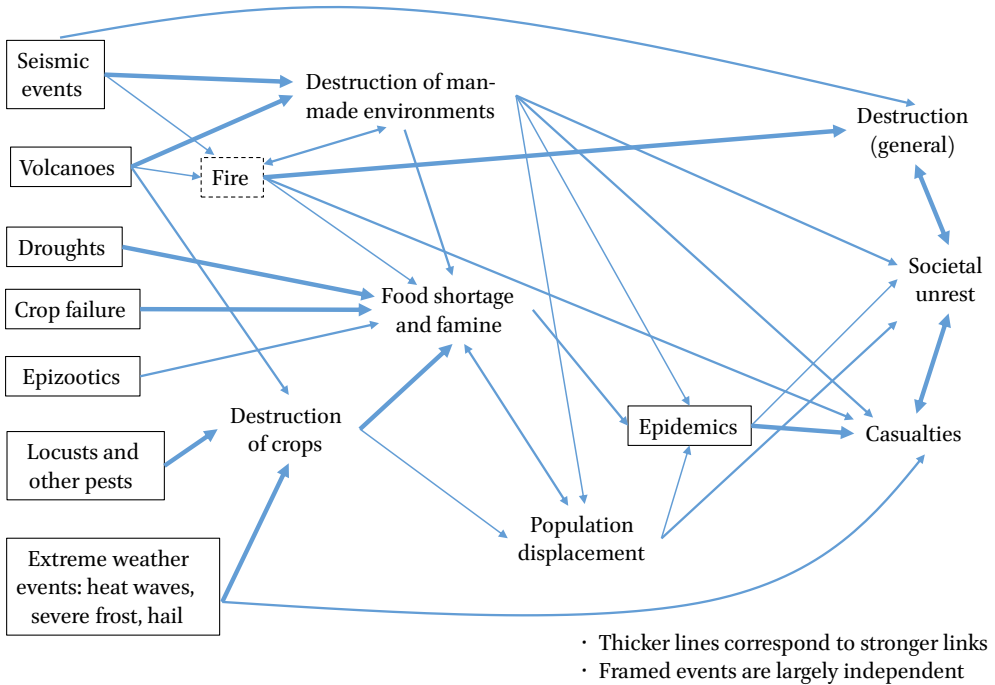 Seismic
events
Destruction of man-
made environments
Destruction
(general)
Volcanoes
Fire
Droughts
Societal
unrest
Crop failure
Food shortage
and famine
Epizootics
Destruction
of crops
Epidemics
Casualties
Locusts and
other pests
Population
displacement
Extreme weather
events: heat waves,
severe frost, hail
· Thicker lines correspond to stronger links
· Framed events are largely independent